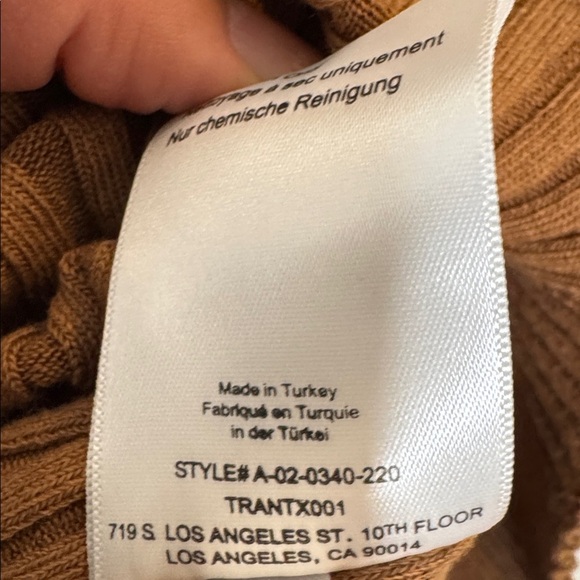 à sec uniquement
Nur chemische Reinigung
Made in Turkey
Fabriqué en Turquie
in der Türkei
STYLE# A-02-0340-220
TRANTX001
719 S LOS ANGELES ST. 10TH FLOOR
LOS ANGELES, CA 90014